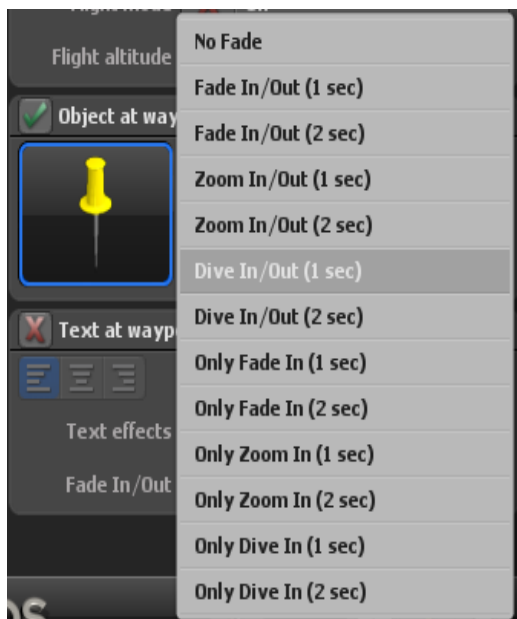 Flight altitude
Object at way
Text at wayp
Text effects
Fade In/Out
No Fade
Fade In/Out (1 sec)
Fade In/Out (2 sec)
Zoom In/Out (1 sec)
Zoom In/Out (2 sec)
Dive In/Out (1 sec)
Dive In/Out (2 sec)
Only Fade In (1 sec)
Only Fade In (2 sec)
Only Zoom In (1 sec)
Only Zoom In (2 sec)
Only Dive In (1 sec)
Only Dive In (2 sec)